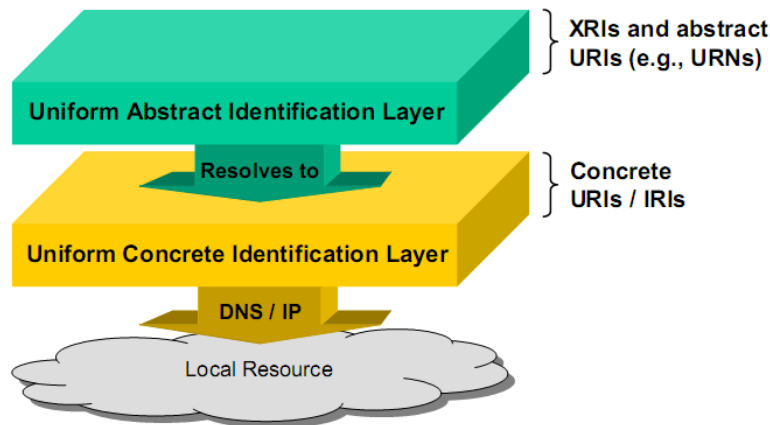 XRIs and abstract
URIs (e.g., URNs)
Uniform Abstract Identification Layer
Resolves to
Concrete
URIs / IRIs
Uniform Concrete Identification Layer
DNS / IP
Local Resource